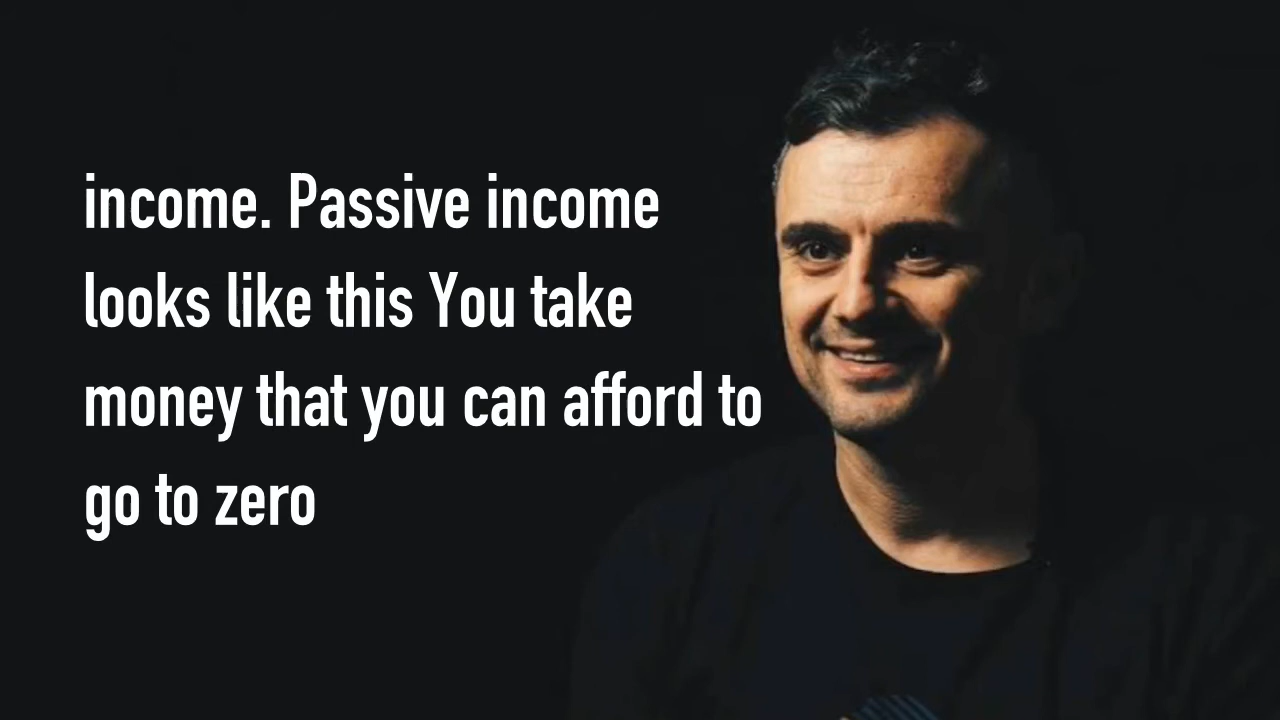 income. Passive income
looks like this You take
money that you can afford to
go to zero